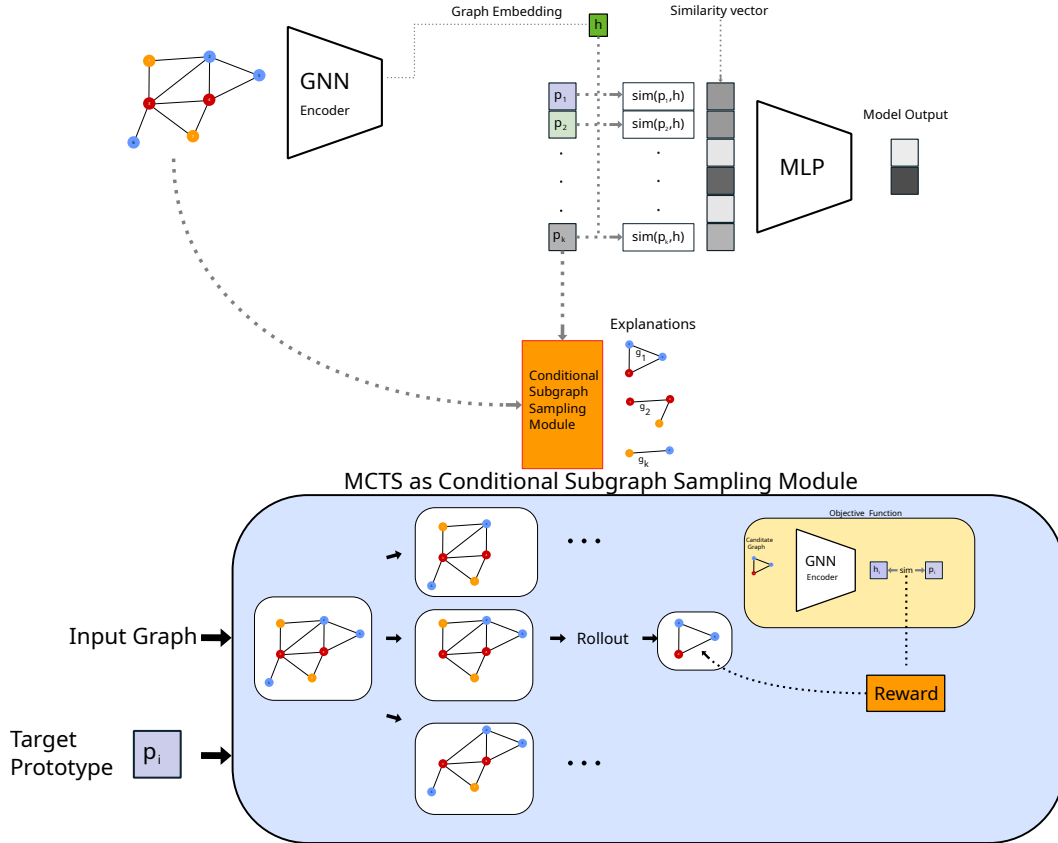 Graph Embedding
h
Similarity vector
GNN
Encoder
p₁
sim(p₁,h)
p₂
sim(p₂,h)
.
.
.
.
.
.
pₖ
sim(pₖ,h)
MLP
Model Output
Conditional
Subgraph
Sampling
Module
Explanations
g₁
g₂
gₖ
MCTS as Conditional Subgraph Sampling Module
Objective Function
Canditate
Graph
GNN
Encoder
hᵢ
sim
pᵢ
Input Graph
Rollout
Reward
Target
Prototype
pᵢ